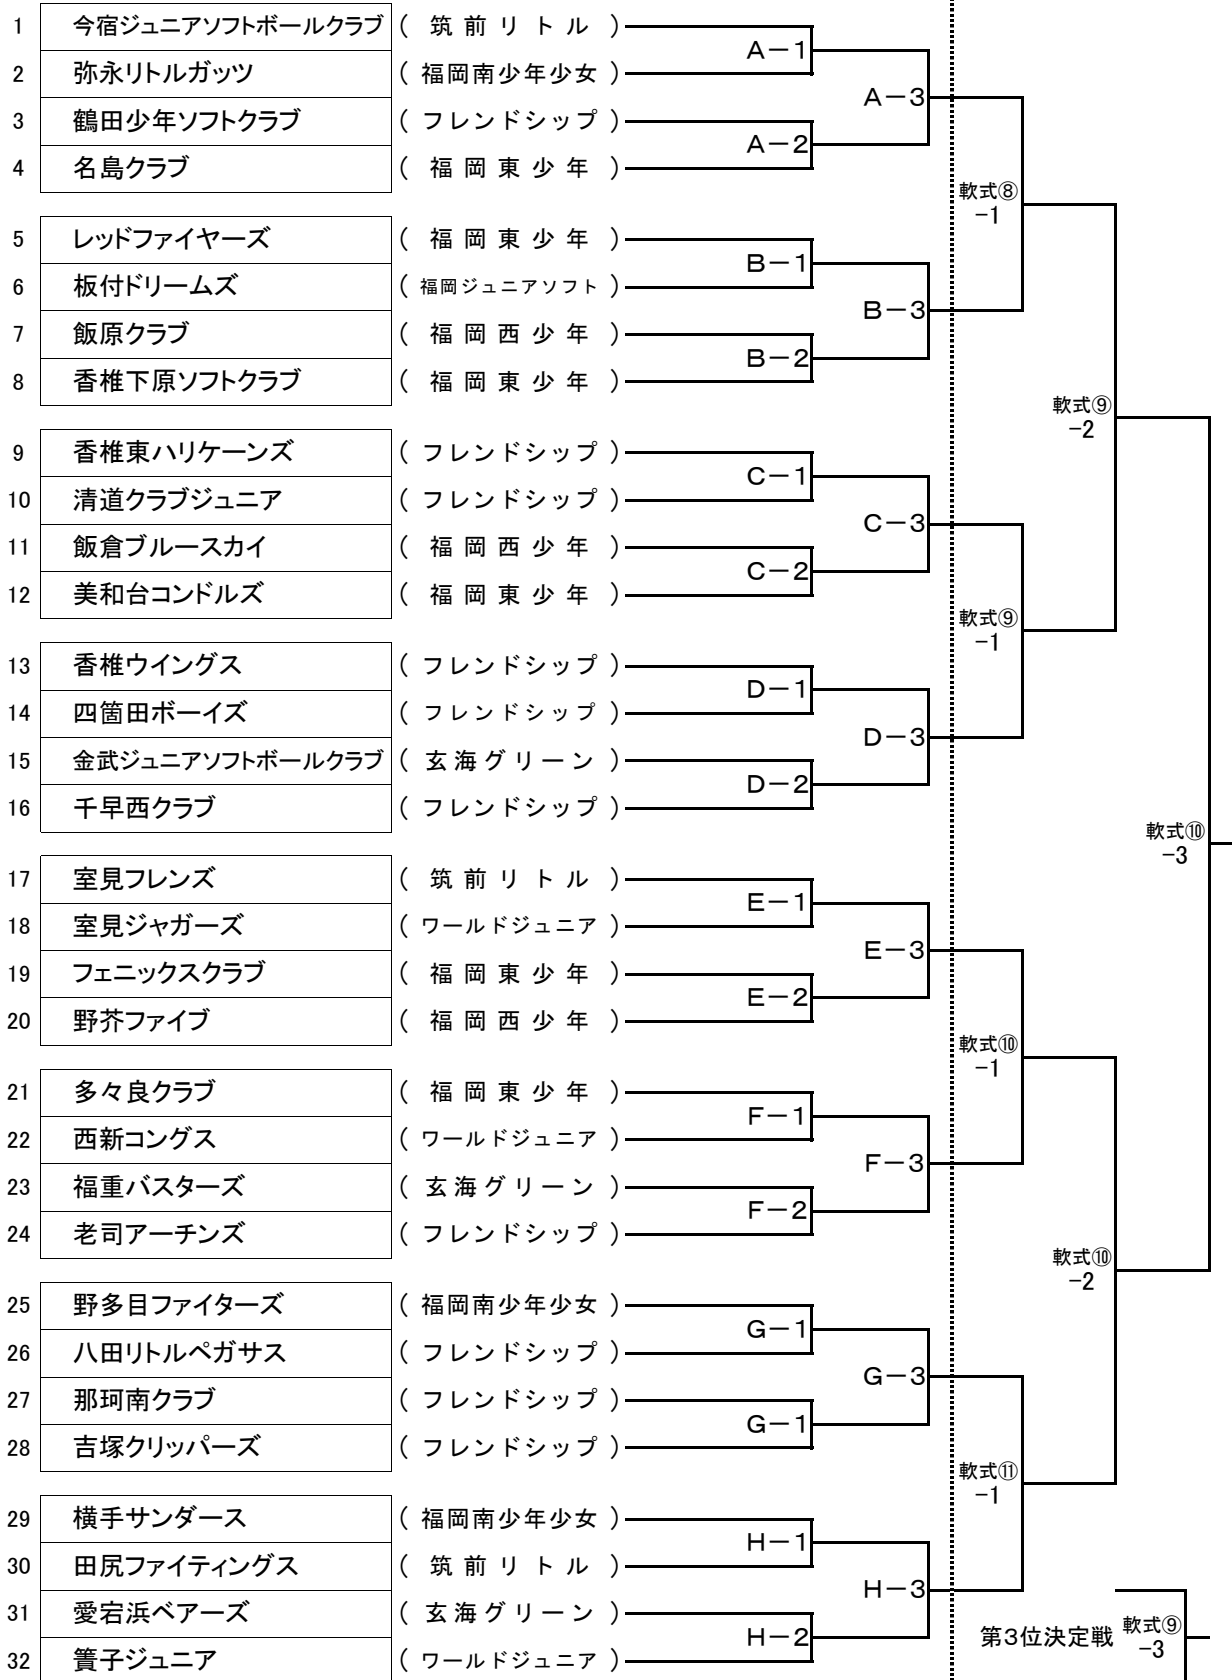 1 今宿ジュニアソフトボールクラブ ( 筑前リトル )
A－1
2 弥永リトルガッツ ( 福岡南少年少女 )
A－3
3 鶴田少年ソフトクラブ ( フレンドシップ )
A－2
4 名島クラブ ( 福岡東少年 )
軟式⑧
-1
5 レッドファイヤーズ ( 福岡東少年 )
B－1
6 板付ドリームズ ( 福岡ジュニアソフト )
B－3
7 飯原クラブ ( 福岡西少年 )
B－2
8 香椎下原ソフトクラブ ( 福岡東少年 )
軟式⑨
-2
9 香椎東ハリケーンズ ( フレンドシップ )
C－1
10 清道クラブジュニア ( フレンドシップ )
C－3
11 飯倉ブルースカイ ( 福岡西少年 )
C－2
12 美和台コンドルズ ( 福岡東少年 )
軟式⑨
-1
13 香椎ウイングス ( フレンドシップ )
D－1
14 四箇田ボーイズ ( フレンドシップ )
D－3
15 金武ジュニアソフトボールクラブ ( 玄海グリーン )
D－2
16 千早西クラブ ( フレンドシップ )
軟式⑩
-3
17 室見フレンズ ( 筑前リトル )
E－1
18 室見ジャガーズ ( ワールドジュニア )
E－3
19 フェニックスクラブ ( 福岡東少年 )
E－2
20 野芥ファイブ ( 福岡西少年 )
軟式⑩
-1
21 多々良クラブ ( 福岡東少年 )
F－1
22 西新コングス ( ワールドジュニア )
F－3
23 福重バスターズ ( 玄海グリーン )
F－2
24 老司アーチンズ ( フレンドシップ )
軟式⑩
-2
25 野多目ファイターズ ( 福岡南少年少女 )
G－1
26 八田リトルペガサス ( フレンドシップ )
G－3
27 那珂南クラブ ( フレンドシップ )
G－1
28 吉塚クリッパーズ ( フレンドシップ )
軟式⑪
-1
29 横手サンダース ( 福岡南少年少女 )
H－1
30 田尻ファイティングス ( 筑前リトル )
H－3
31 愛宕浜ベアーズ ( 玄海グリーン )
H－2
第3位決定戦 軟式⑨
-3
32 簀子ジュニア ( ワールドジュニア )